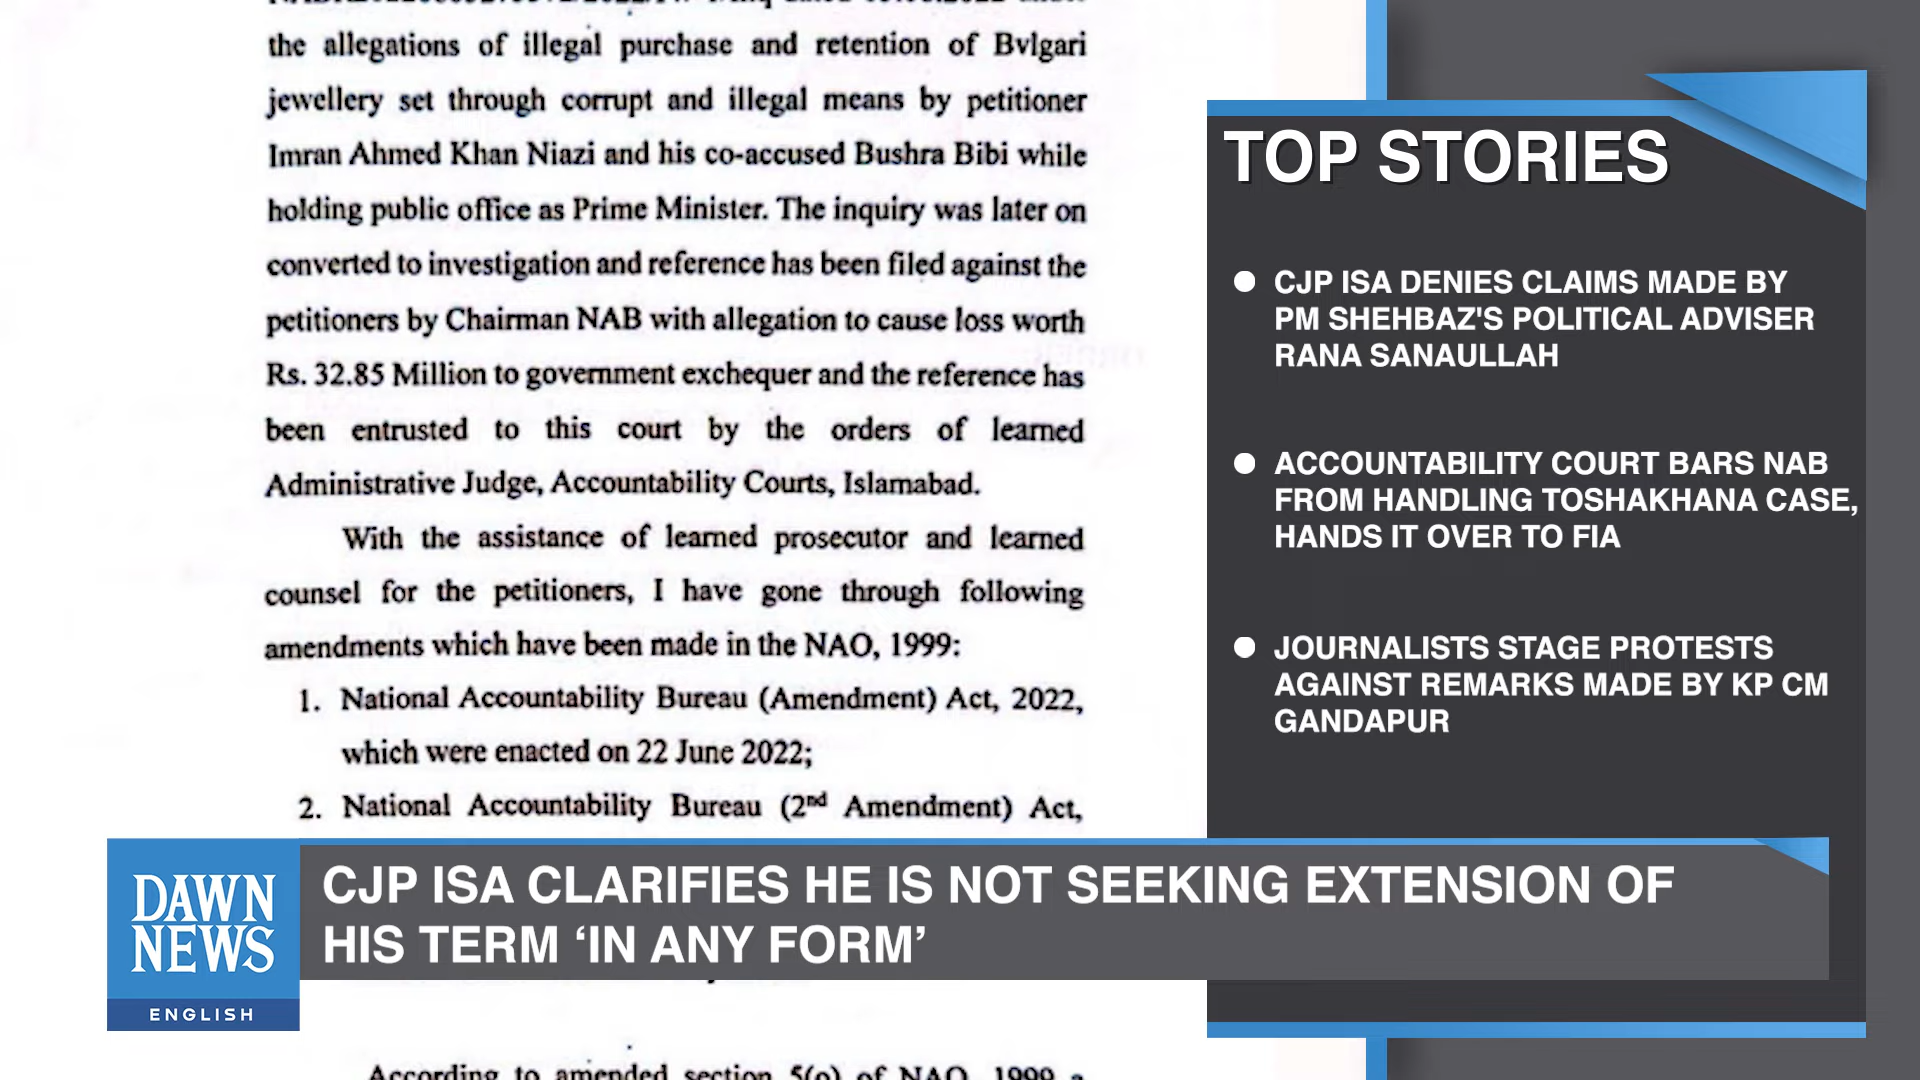 the allegations of illegal purchase and retention of Bvlgari
jewellery set through corrupt and illegal means by petitioner
Imran Ahmed Khan Niazi and his co-accused Bushra Bibi while
holding public office as Prime Minister. The inquiry was later on
converted to investigation and reference has been filed against the
petitioners by Chairman NAB with allegation to cause loss worth
Rs. 32.85 Million to government exchequer and the reference has
been entrusted to this court by the orders of learned
Administrative Judge, Accountability Courts, Islamabad.
With the assistance of learned prosecutor and learned
counsel for the petitioners, I have gone through following
amendments which have been made in the NAO, 1999:
1. National Accountability Bureau (Amendment) Act, 2022,
which were enacted on 22 June 2022;
2. National Accountability Bureau (2nd Amendment) Act,
According to amended section 5(o) of NAO, 1999 a
TOP STORIES
● CJP ISA DENIES CLAIMS MADE BY
PM SHEHBAZ'S POLITICAL ADVISER
RANA SANAULLAH
● ACCOUNTABILITY COURT BARS NAB
FROM HANDLING TOSHAKHANA CASE,
HANDS IT OVER TO FIA
● JOURNALISTS STAGE PROTESTS
AGAINST REMARKS MADE BY KP CM
GANDAPUR
DAWN
NEWS
ENGLISH
CJP ISA CLARIFIES HE IS NOT SEEKING EXTENSION OF
HIS TERM ‘IN ANY FORM’